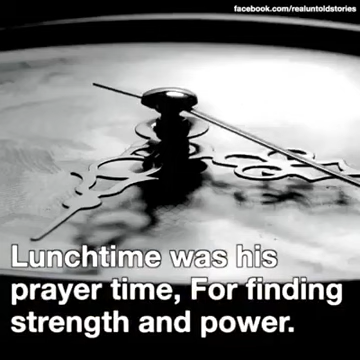 facebook.com/realuntoldstories
Lunchtime was his
prayer time, For finding
strength and power.